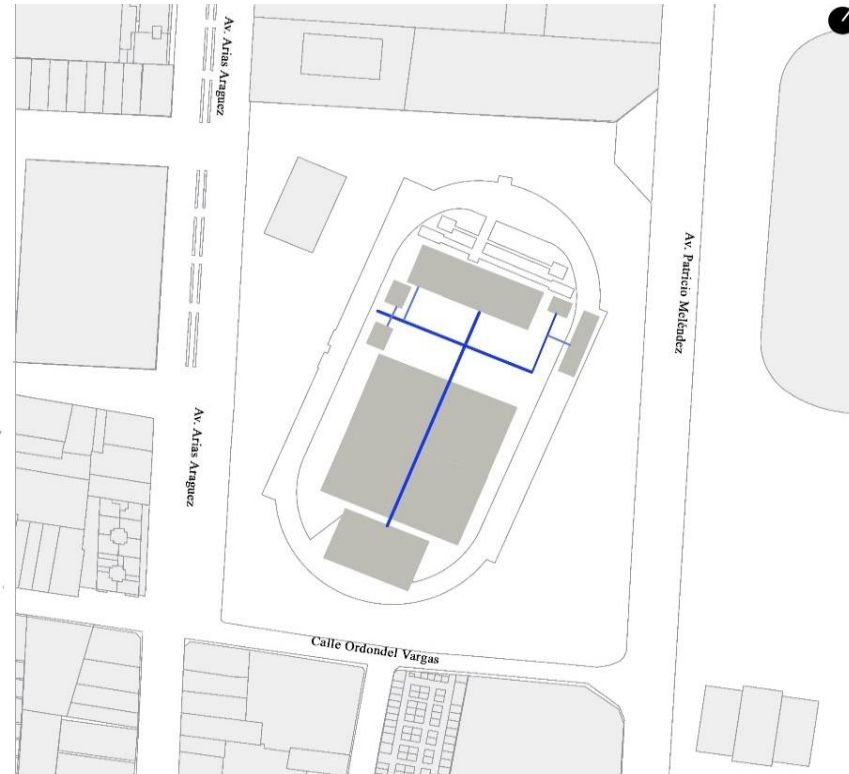 Av. Arias Araguez
Av. Patricio Meléndez
Av. Arias Araguez
Calle Ordondel Vargas